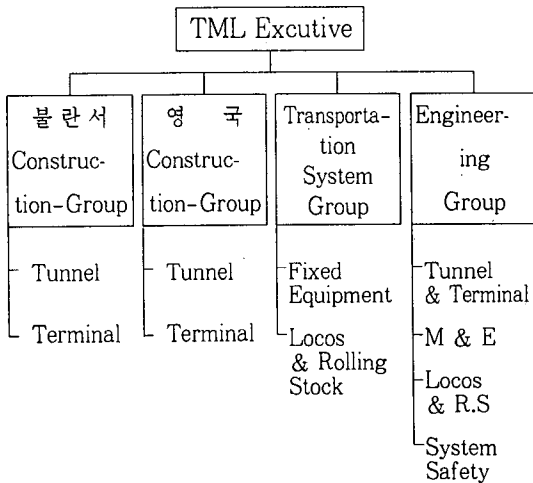 TML Excutive
불란서
Construc-
tion-Group
영 국
Construc-
tion-Group
Transporta-
tion
System
Group
Engineer-
ing
Group
Tunnel
Terminal
Tunnel
Terminal
Fixed
Equipment
Locos
& Rolling
Stock
Tunnel
& Terminal
M & E
Locos
& R.S
System
Safety